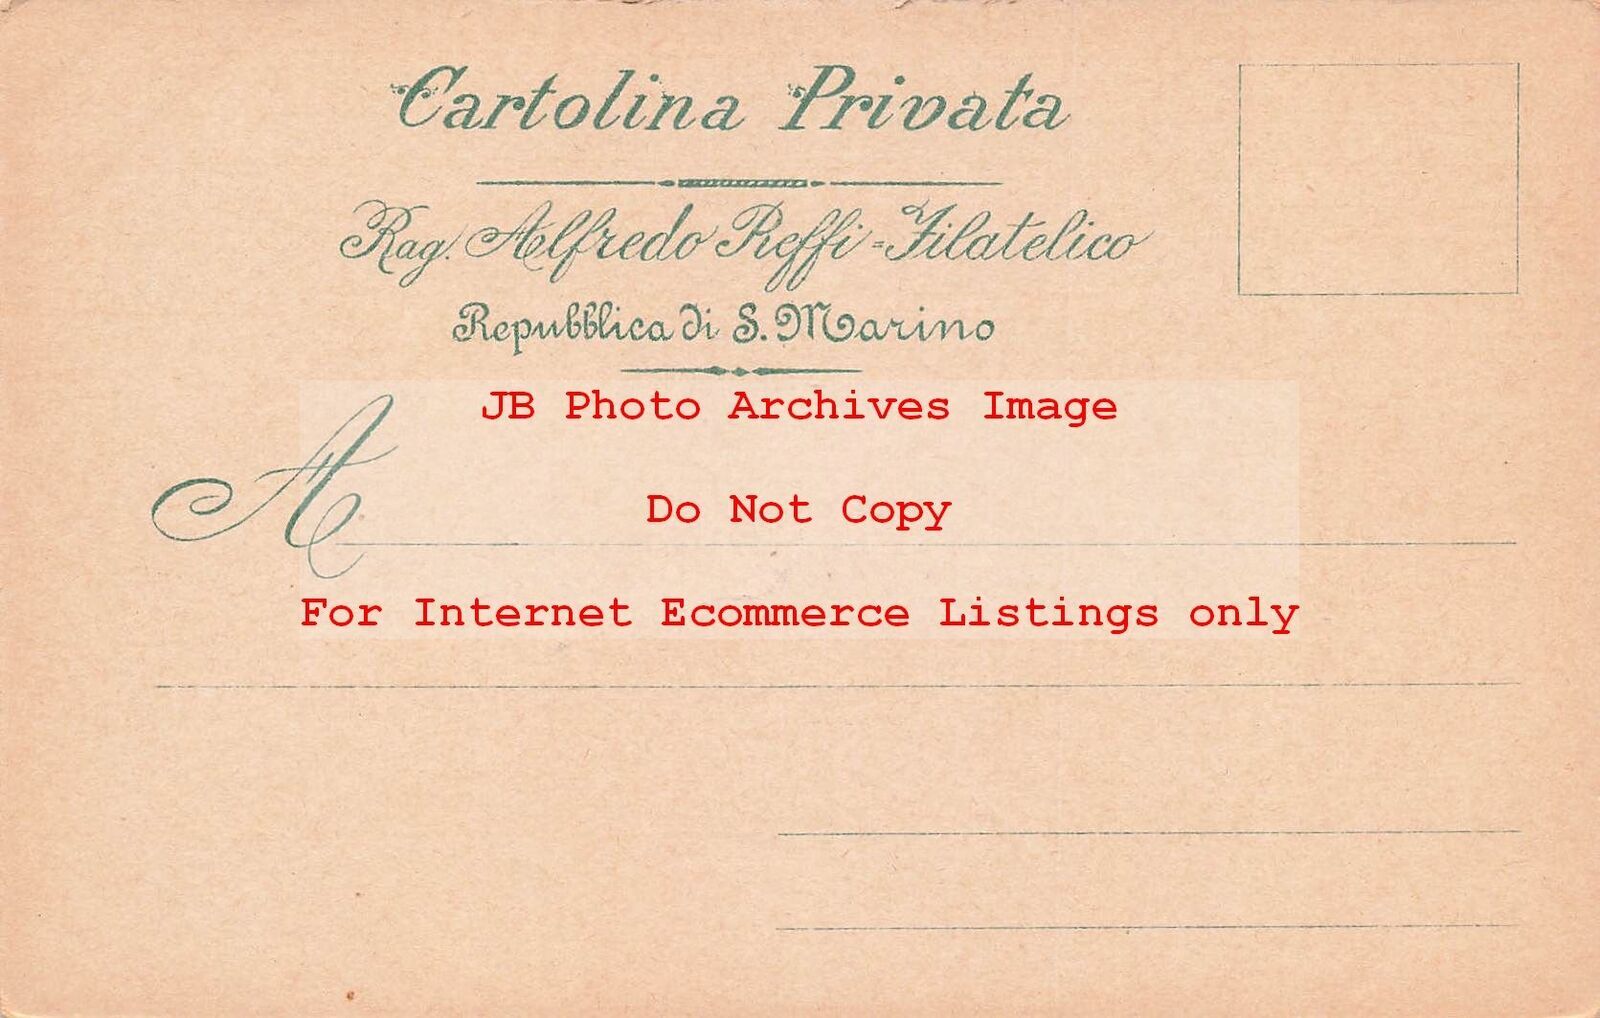 Cartolina Privata
Rag. Alfredo Reffi=Filatelico
Repubblica di S. Marino
A
JB Photo Archives Image
Do Not Copy
For Internet Ecommerce Listings only